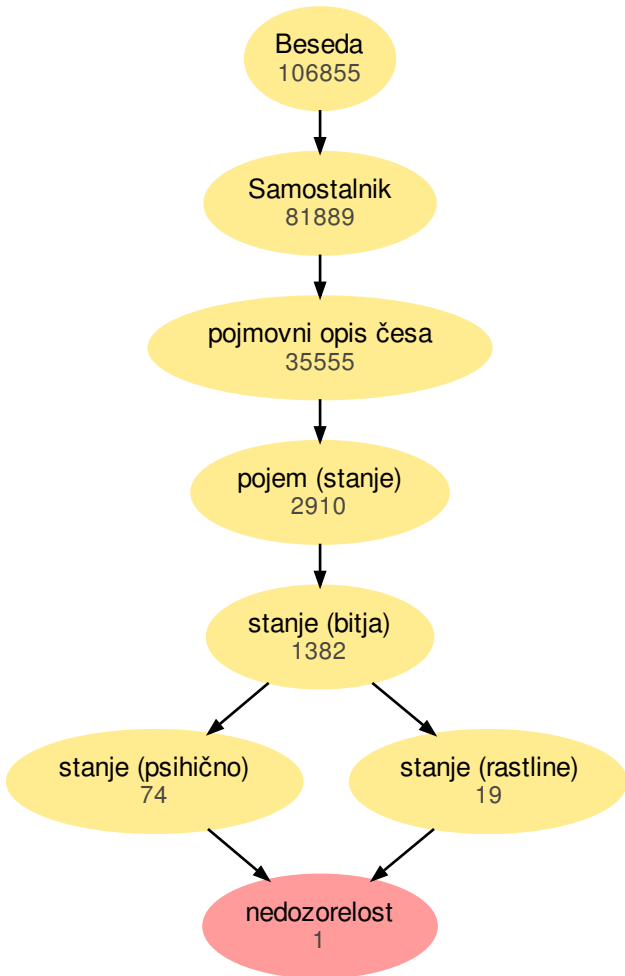 Beseda
106855
Samostalnik
81889
pojmovni opis česa
35555
pojem (stanje)
2910
stanje (bitja)
1382
stanje (psihično)
74
stanje (rastline)
19
nedozorelost
1